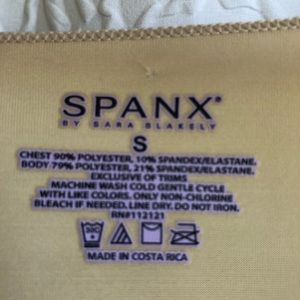 SPANX®
BY SARA BLAKELY
S
CHEST 90% POLYESTER, 10% SPANDEX/ELASTANE.
BODY 79% POLYESTER, 21% SPANDEX/ELASTANE.
EXCLUSIVE OF TRIMS
MACHINE WASH COLD GENTLE CYCLE
WITH LIKE COLORS. ONLY NON-CHLORINE
BLEACH IF NEEDED. LINE DRY. DO NOT IRON.
RN#112121
30C
MADE IN COSTA RICA